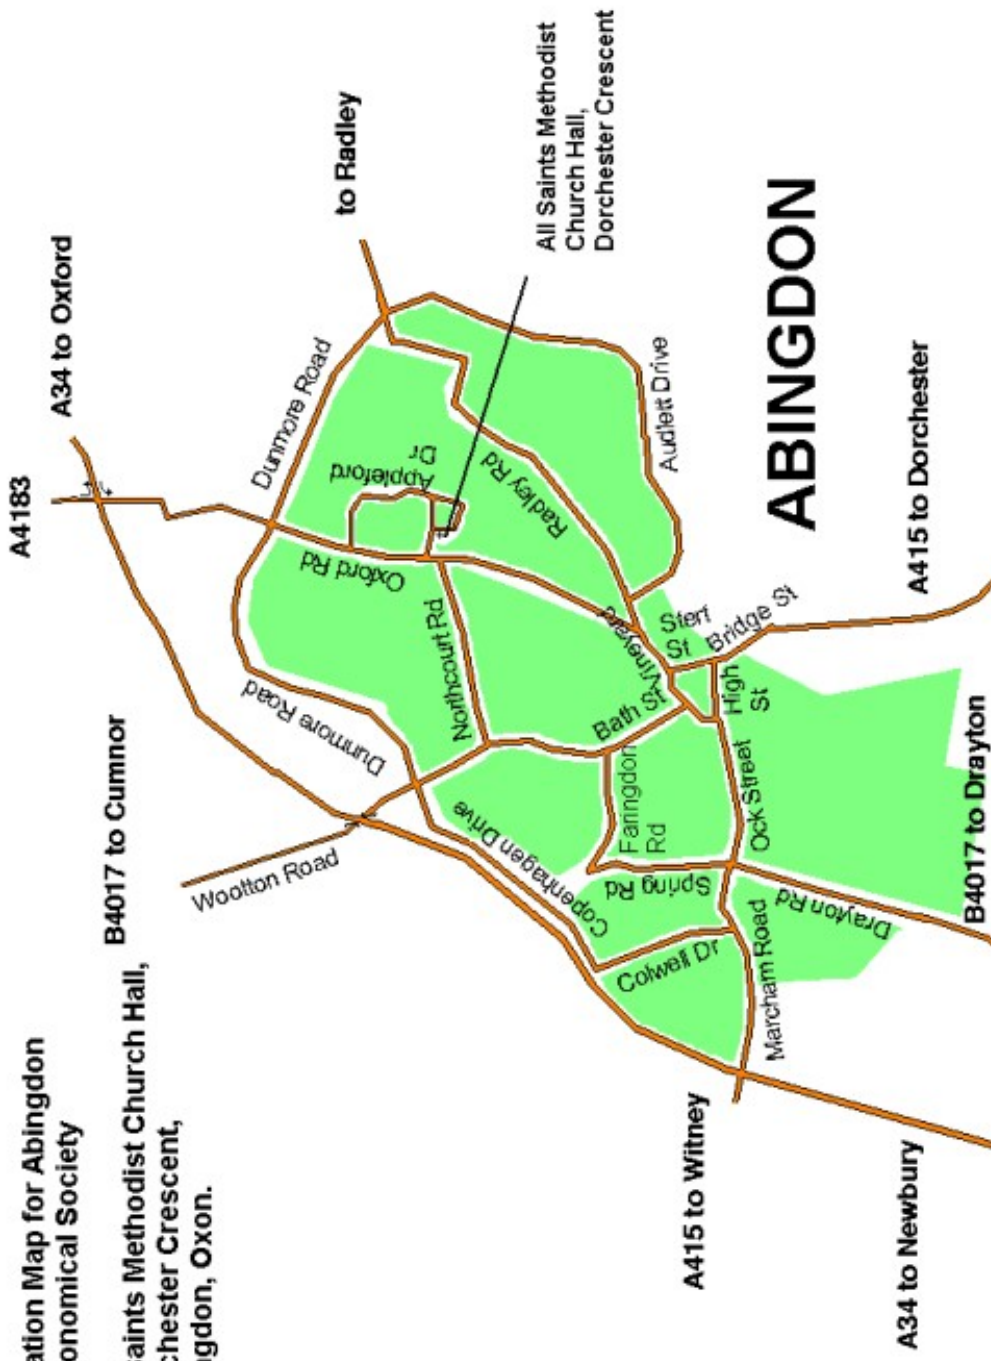 ation Map for Abingdon
onomical Society
aints Methodist Church Hall,
chester Crescent,
ngdon, Oxon.
A4183
A34 to Oxford
to Radley
B4017 to Cumnor
Wootton Road
Dunmore Road
Dunmore Road
Oxford Rd
Appleford
Dr
All Saints Methodist
Church Hall,
Dorchester Crescent
Northcourt Rd
Radley Rd
Audlett Drive
Copenhagen Drive
Faringdon
Rd
Bath St
Vineyard
Stert
St
Bridge St
High
St
Spring Rd
Ock Street
Colwell Dr
Marcham Road
Drayton Rd
ABINGDON
A415 to Dorchester
A415 to Witney
A34 to Newbury
B4017 to Drayton